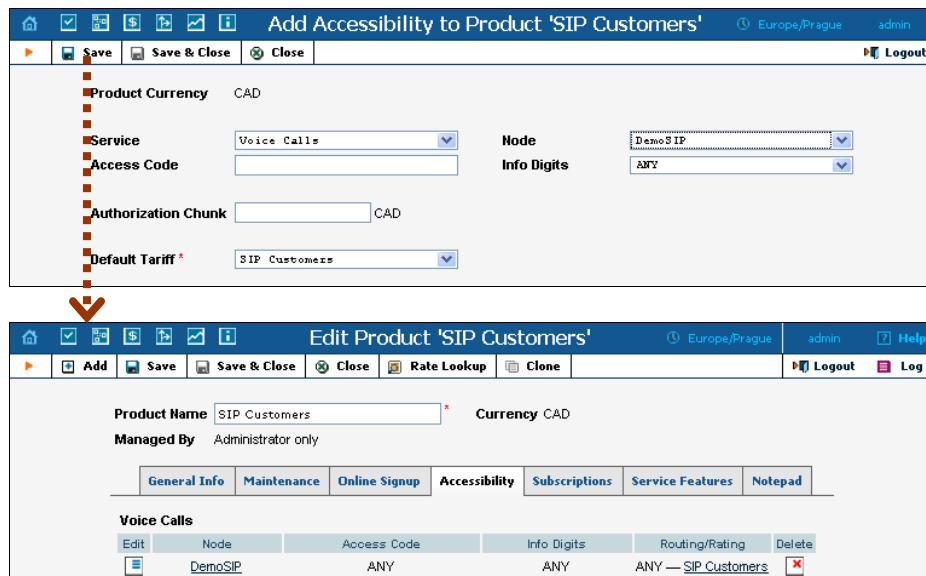 Add Accessibility to Product 'SIP Customers' Europe/Prague admin
Save Save & Close Close Logout
Product Currency CAD
Service Voice Calls Node DemoSIP
Access Code Info Digits ANY
Authorization Chunk CAD
Default Tariff * SIP Customers
Edit Product 'SIP Customers' Europe/Prague admin ? Help
Add Save Save & Close Close Rate Lookup Clone Logout Log
Product Name SIP Customers * Currency CAD
Managed By Administrator only
General Info Maintenance Online Signup Accessibility Subscriptions Service Features Notepad
Voice Calls
Edit Node Access Code Info Digits Routing/Rating Delete
DemoSIP ANY ANY ANY — SIP Customers